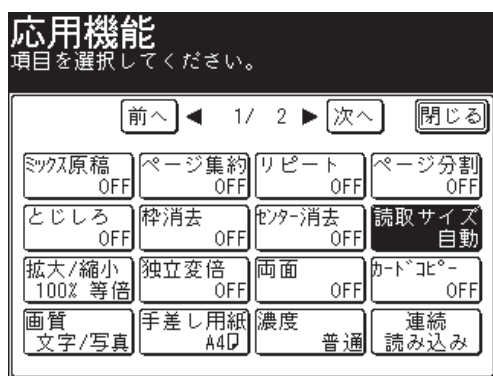 応用機能
項目を選択してください。
前へ ◀ 1/ 2 ▶ 次へ 閉じる
ﾐｯｸｽ原稿 ページ集約 リピート ページ分割
OFF OFF OFF OFF
とじしろ 枠消去 ｾﾝﾀｰ消去 読取サイズ
OFF OFF OFF 自動
拡大/縮小 独立変倍 両面 ｶｰﾄﾞｺﾋﾟｰ
100% 等倍 OFF OFF OFF
画質 手差し用紙 濃度 連続
文字/写真 A4 普通 読み込み